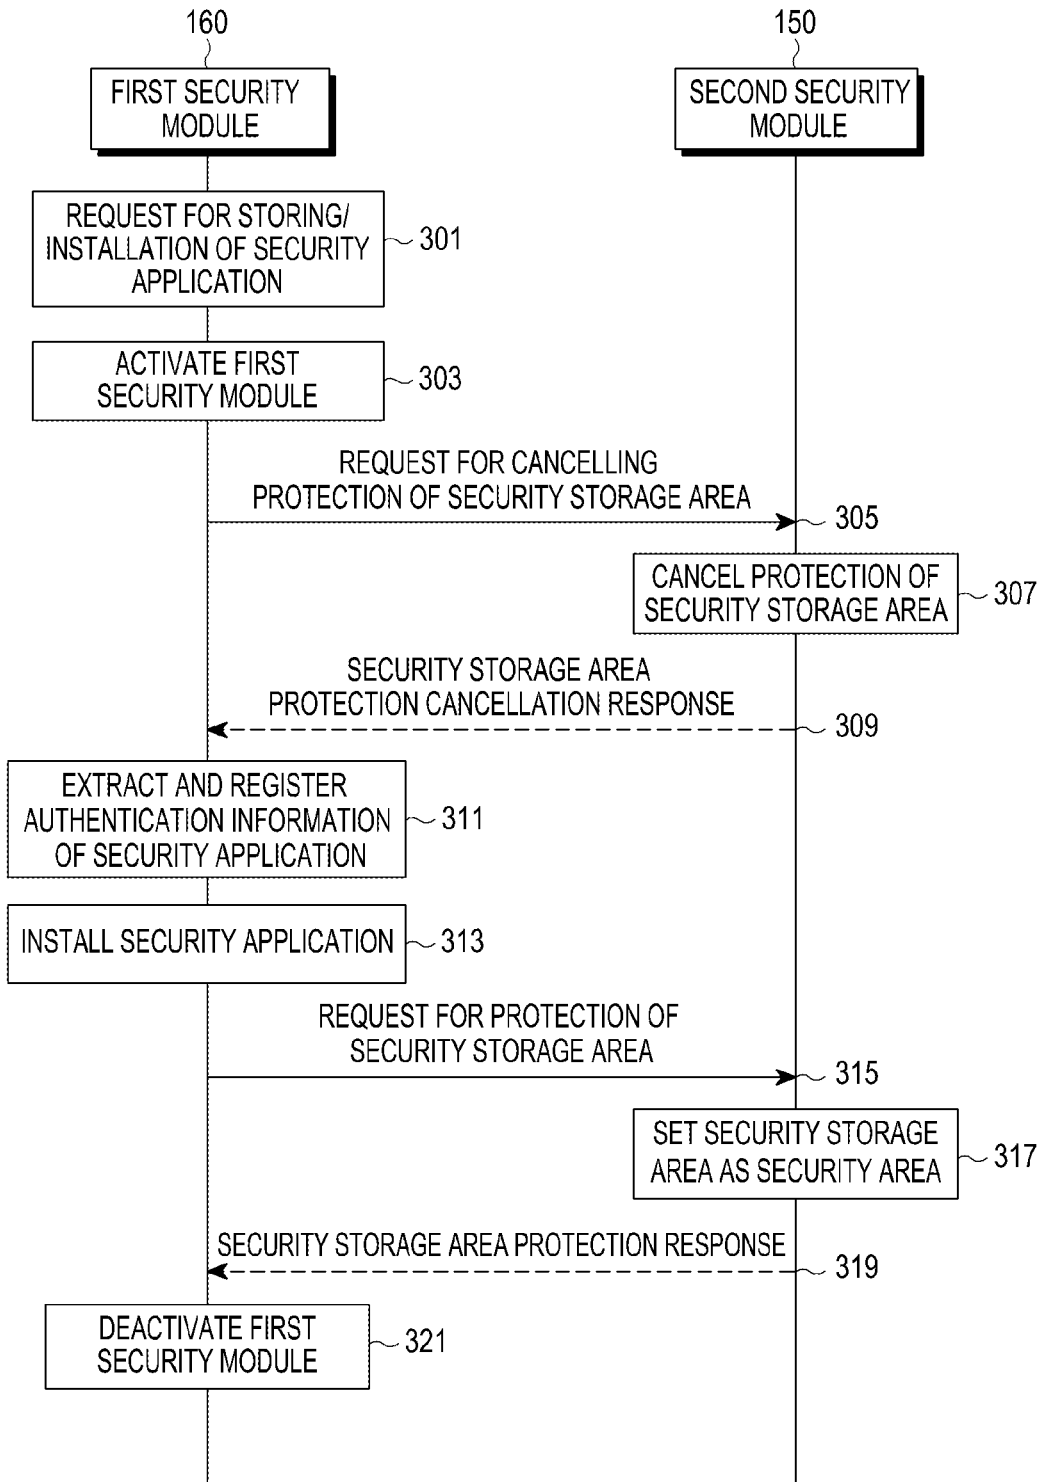 160
150
FIRST SECURITY
MODULE
SECOND SECURITY
MODULE
REQUEST FOR STORING/
INSTALLATION OF SECURITY
APPLICATION
301
ACTIVATE FIRST
SECURITY MODULE
303
REQUEST FOR CANCELLING
PROTECTION OF SECURITY STORAGE AREA
305
CANCEL PROTECTION OF
SECURITY STORAGE AREA
307
SECURITY STORAGE AREA
PROTECTION CANCELLATION RESPONSE
309
EXTRACT AND REGISTER
AUTHENTICATION INFORMATION
OF SECURITY APPLICATION
311
INSTALL SECURITY APPLICATION
313
REQUEST FOR PROTECTION OF
SECURITY STORAGE AREA
315
SET SECURITY STORAGE
AREA AS SECURITY AREA
317
SECURITY STORAGE AREA PROTECTION RESPONSE
319
DEACTIVATE FIRST
SECURITY MODULE
321